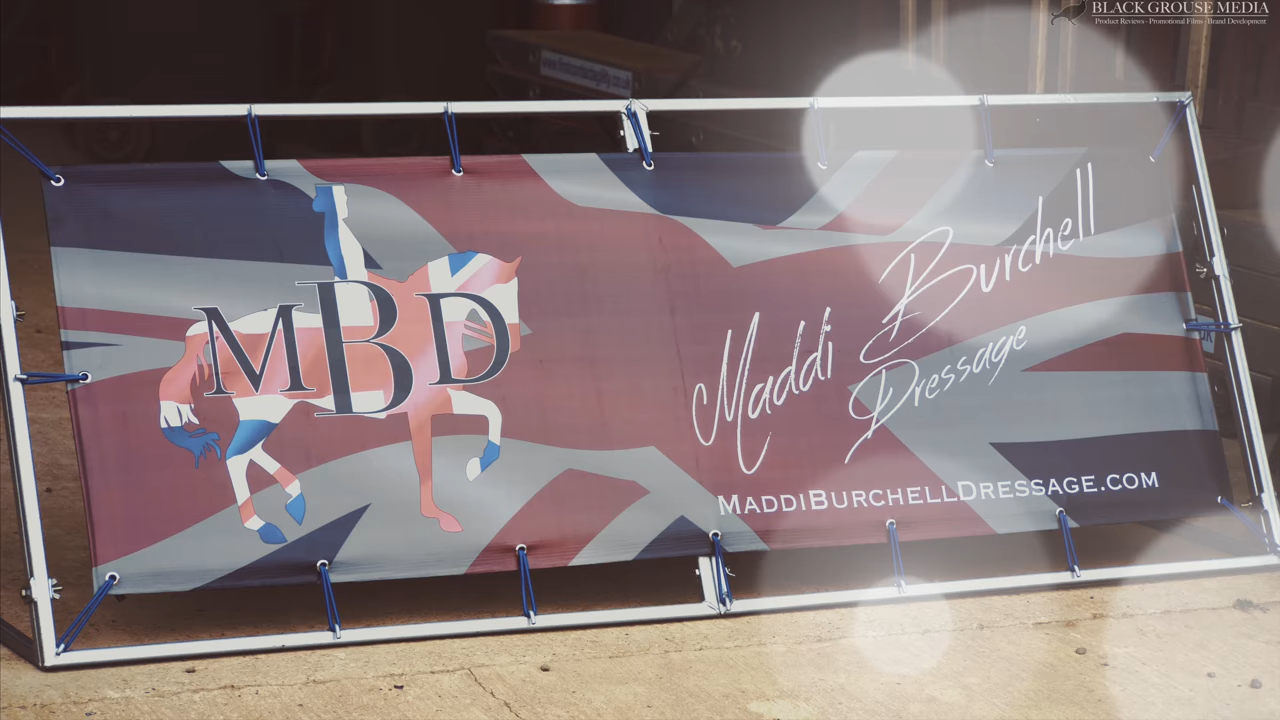 BLACK GROUSE MEDIA
Product Reviews - Promotional Films - Brand Development
MBD
Maddi Burchell
Dressage
MADDIBURCHELLDRESSAGE.COM